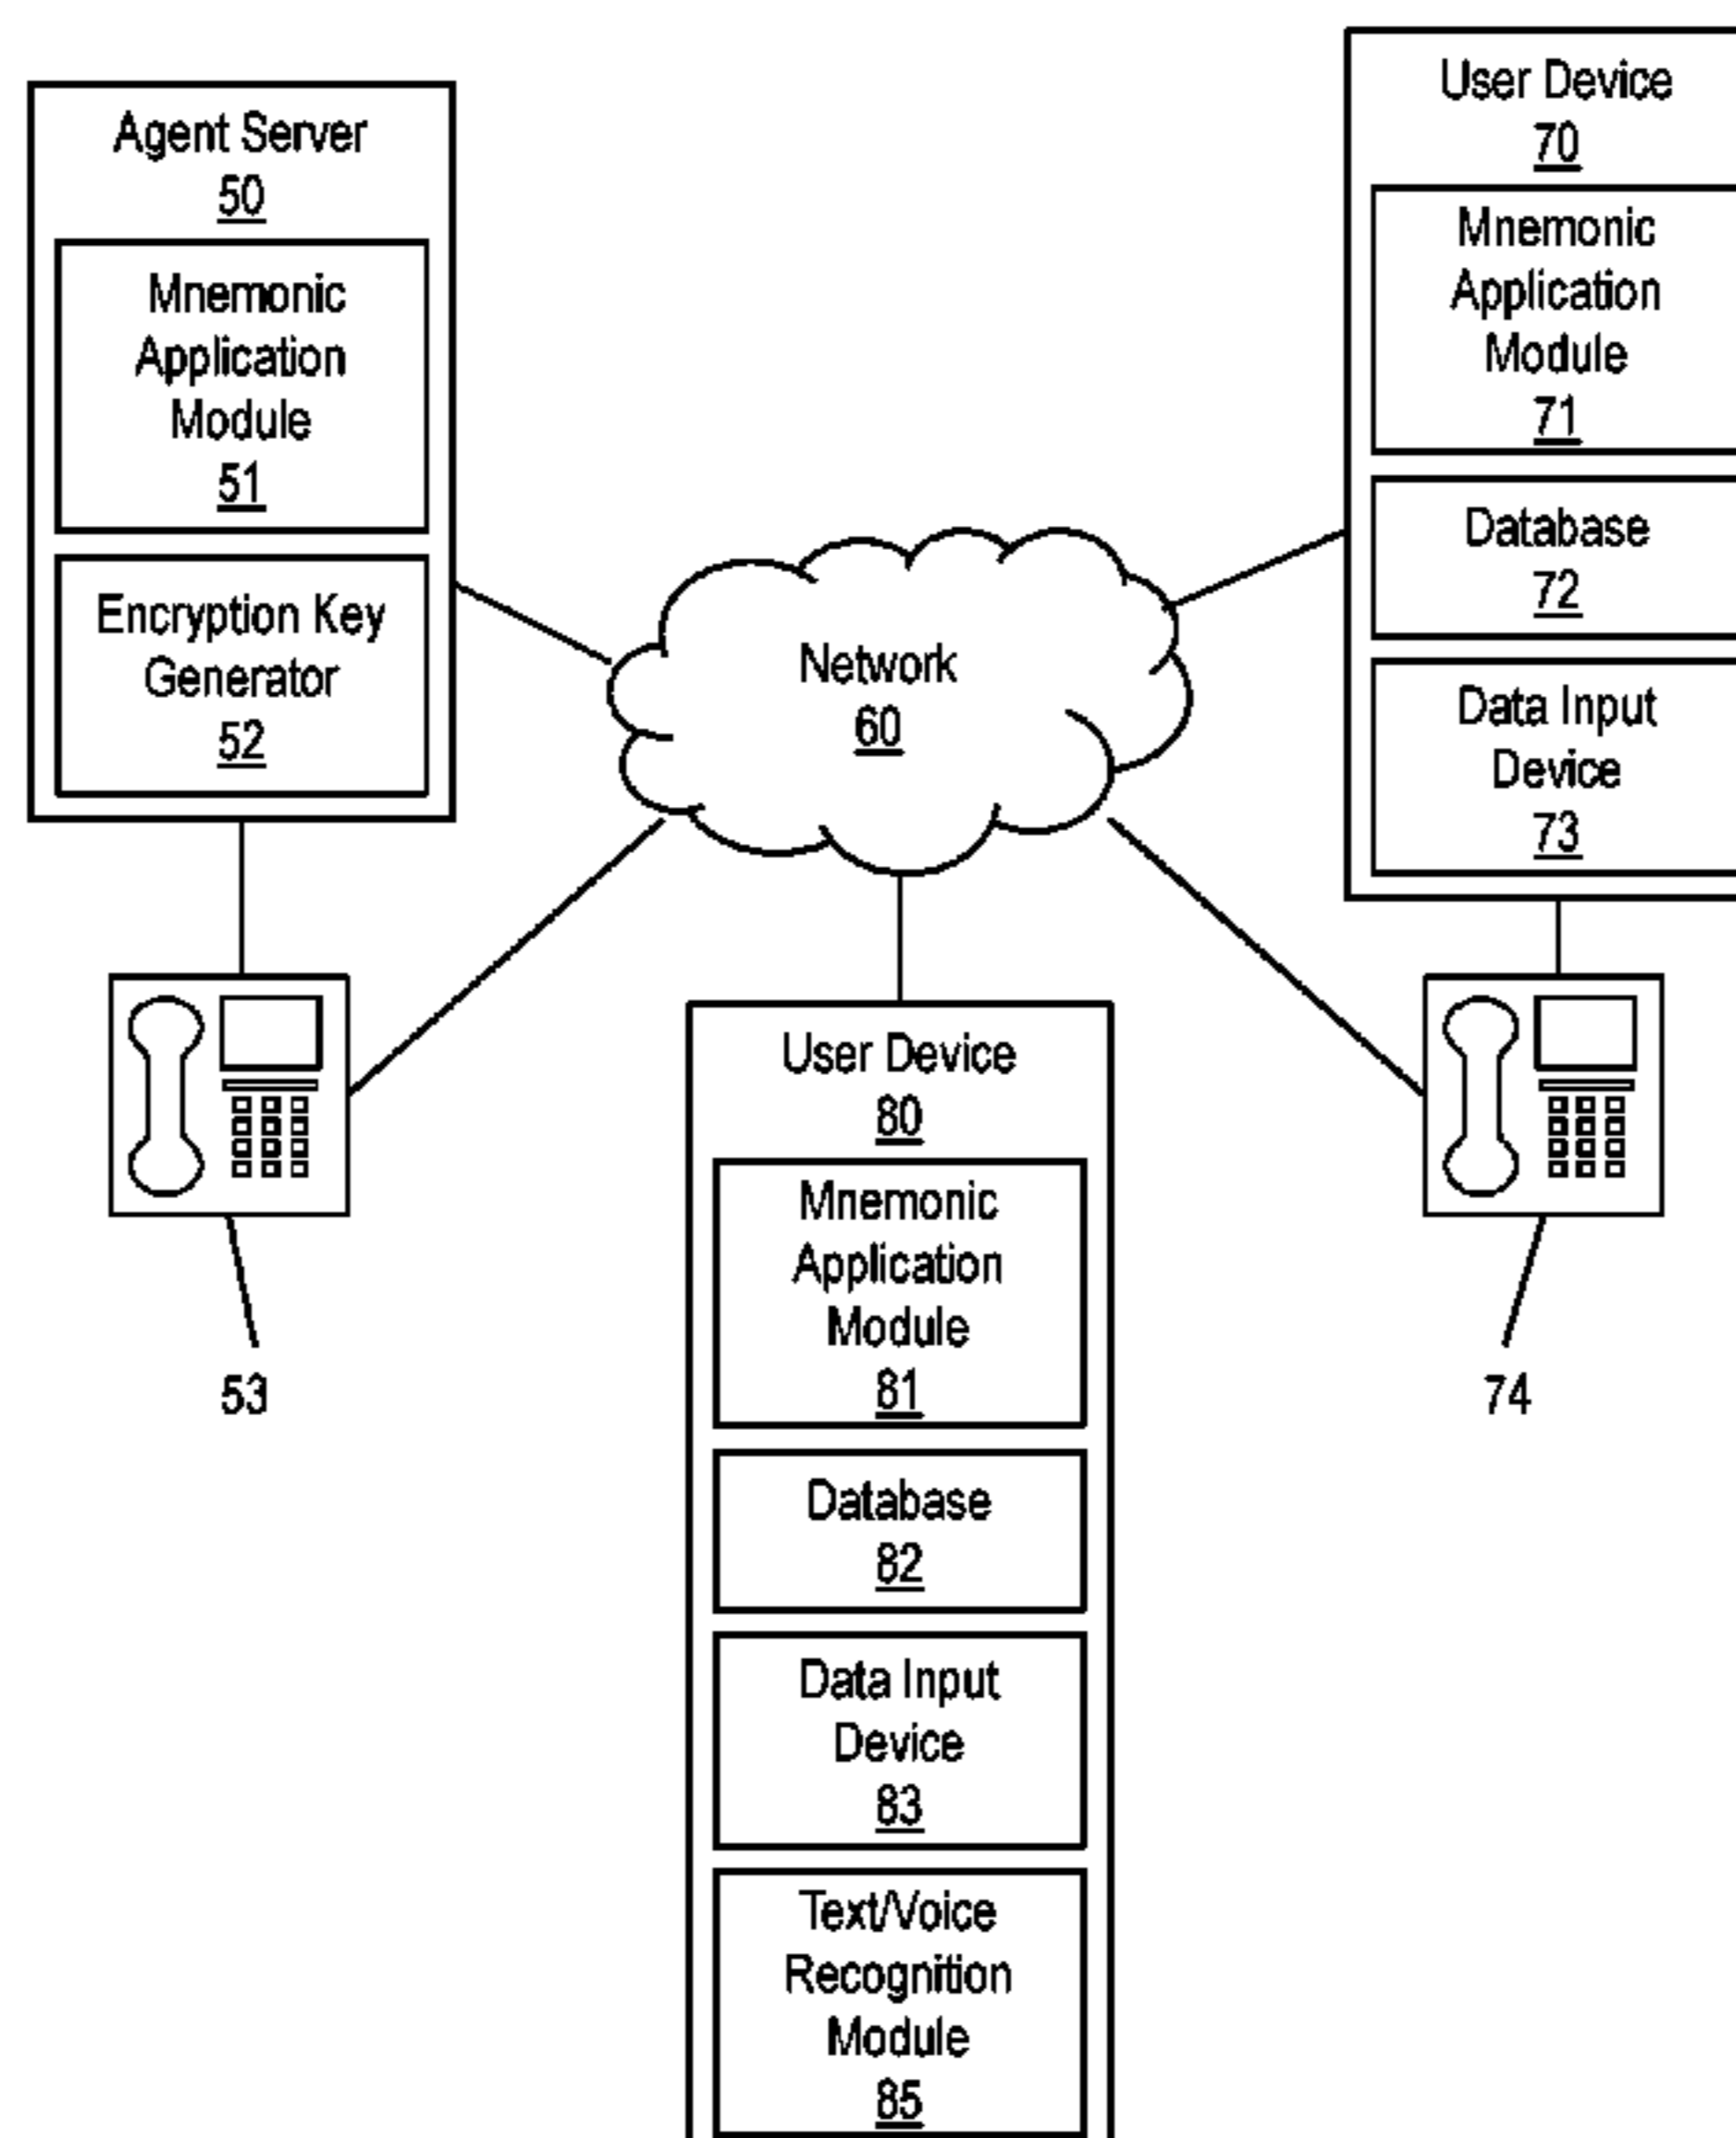 Agent Server
50
Mnemonic
Application
Module
51
Encryption Key
Generator
52
53
Network
60
User Device
70
Mnemonic
Application
Module
71
Database
72
Data Input
Device
73
74
User Device
80
Mnemonic
Application
Module
81
Database
82
Data Input
Device
83
Text/Voice
Recognition
Module
85